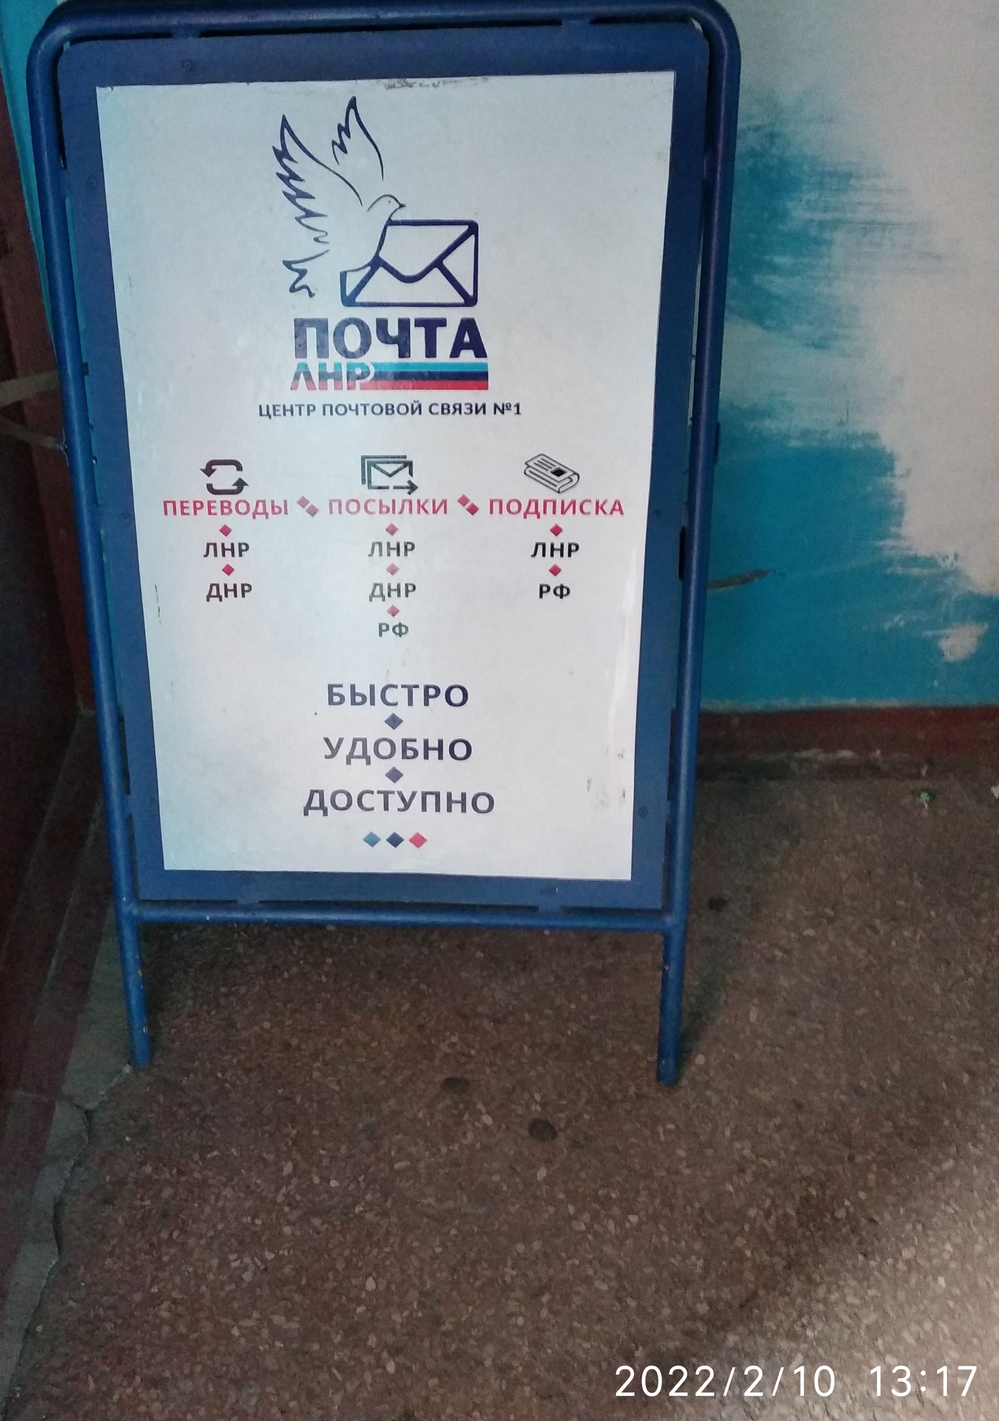 ПОЧТА
ЛНР
ЦЕНТР ПОЧТОВОЙ СВЯЗИ №1
ПЕРЕВОДЫ ПОСЫЛКИ ПОДПИСКА
ЛНР ЛНР ЛНР
ДНР ДНР РФ
РФ
БЫСТРО
УДОБНО
ДОСТУПНО
2022/2/10 13:17